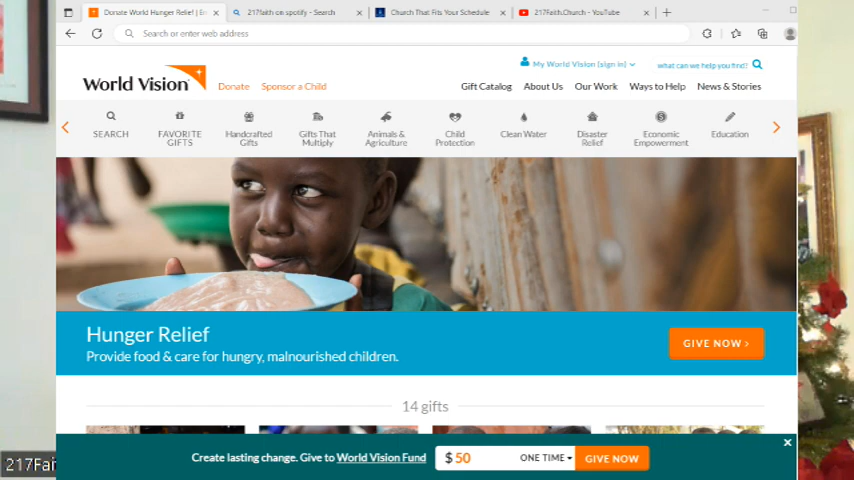 Donate World Hunger Relief | En
217faith on spotify - Search
Church That Fits Your Schedule
217Faith.Church - YouTube
Search or enter web address
World Vision
Donate
Sponsor a Child
My World Vision (sign in)
what can we help you find?
Gift Catalog
About Us
Our Work
Ways to Help
News & Stories
SEARCH
FAVORITE GIFTS
Handcrafted Gifts
Gifts That Multiply
Animals & Agriculture
Child Protection
Clean Water
Disaster Relief
Economic Empowerment
Education
Hunger Relief
Provide food & care for hungry, malnourished children.
GIVE NOW >
14 gifts
Create lasting change. Give to World Vision Fund
$ 50
ONE TIME
GIVE NOW
217Fai